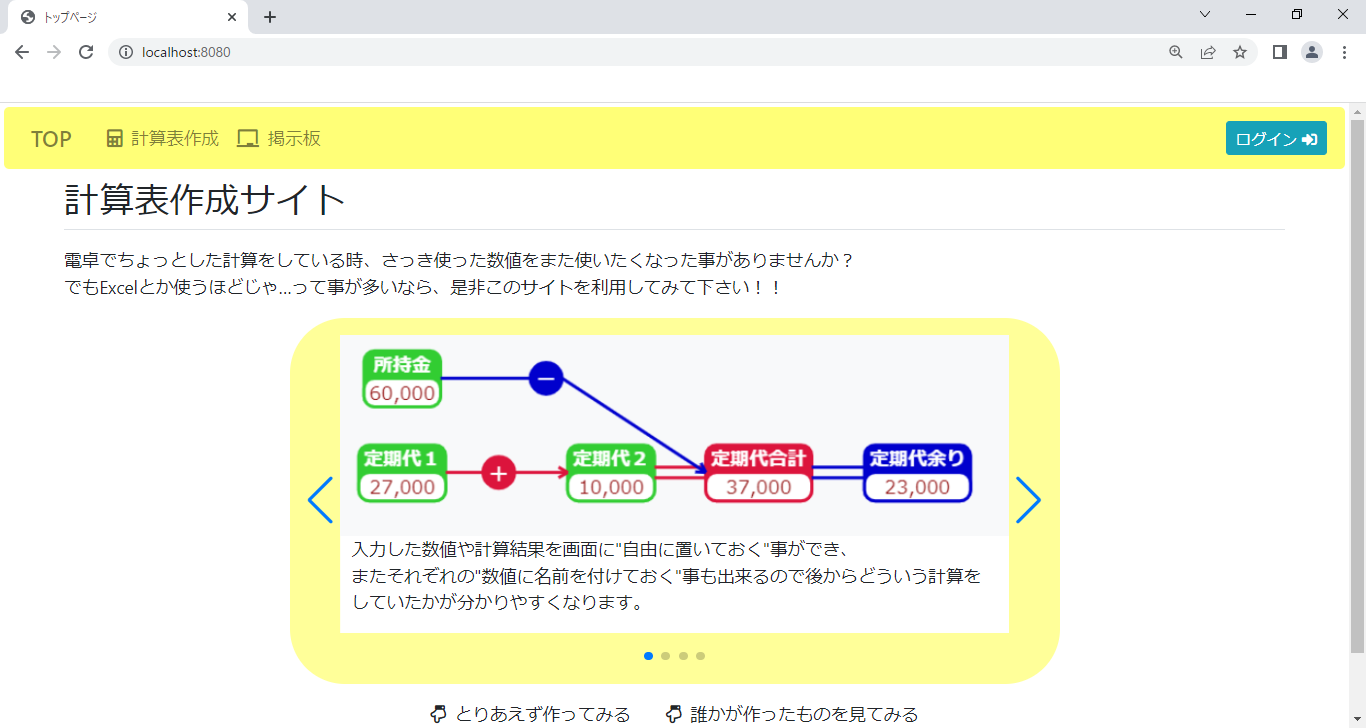 トップページ
localhost:8080
TOP 計算表作成 掲示板 ログイン
計算表作成サイト
電卓でちょっとした計算をしている時、さっき使った数値をまた使いたくなった事がありませんか？
でもExcelとか使うほどじゃ...って事が多いなら、是非このサイトを利用してみて下さい！！
所持金
60,000
－
定期代１ ＋ 定期代２ 定期代合計 定期代余り
27,000 10,000 37,000 23,000
入力した数値や計算結果を画面に"自由に置いておく"事ができ、
またそれぞれの"数値に名前を付けておく"事も出来るので後からどういう計算を
していたかが分かりやすくなります。
とりあえず作ってみる 誰かが作ったものを見てみる